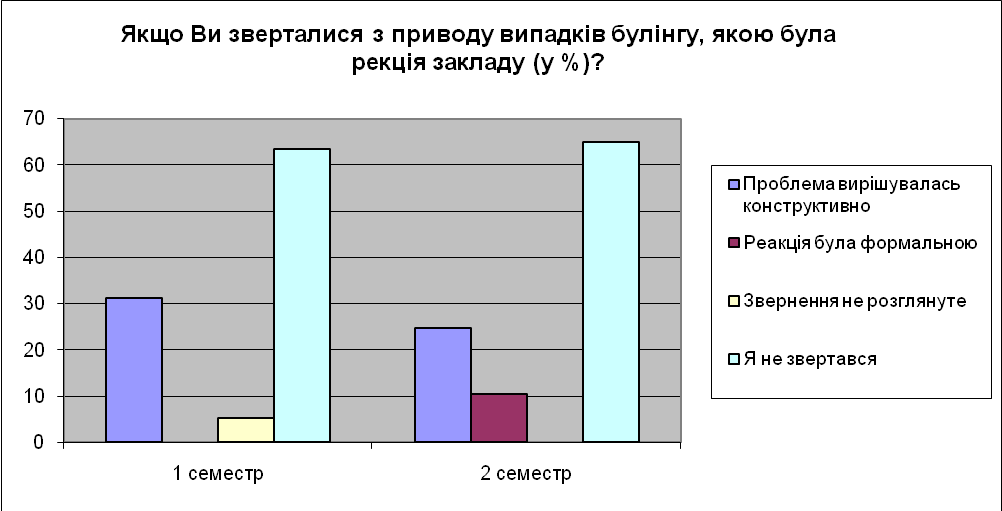 Якщо Ви зверталися з приводу випадків булінгу, якою була
рекція закладу (у %)?
70
60
50
40
30
20
10
0
1 семестр
2 семестр
Проблема вирішувалась
конструктивно
Реакція була формальною
Звернення не розглянуте
Я не звертався